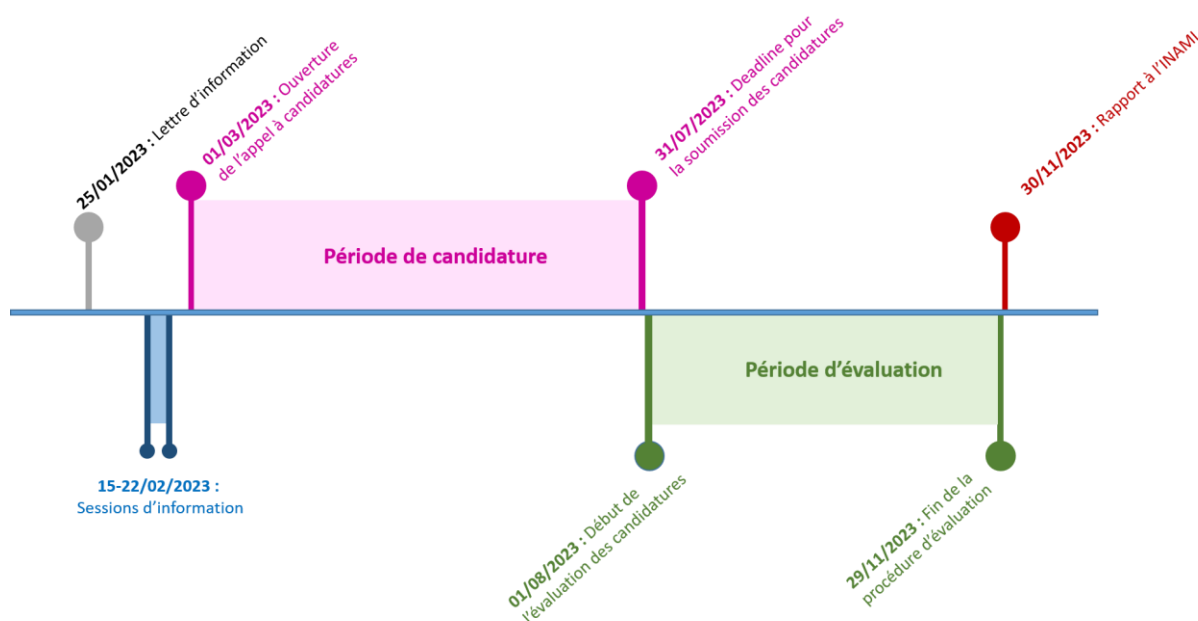 25/01/2023 : Lettre d’information
01/03/2023 : Ouverture
de l’appel à candidatures
31/07/2023 : Deadline pour
la soumission des candidatures
30/11/2023 : Rapport à l’INAMI
Période de candidature
Période d’évaluation
15-22/02/2023 :
Sessions d’information
01/08/2023 : Début de
l’évaluation des candidatures
29/11/2023 : Fin de la
procédure d’évaluation